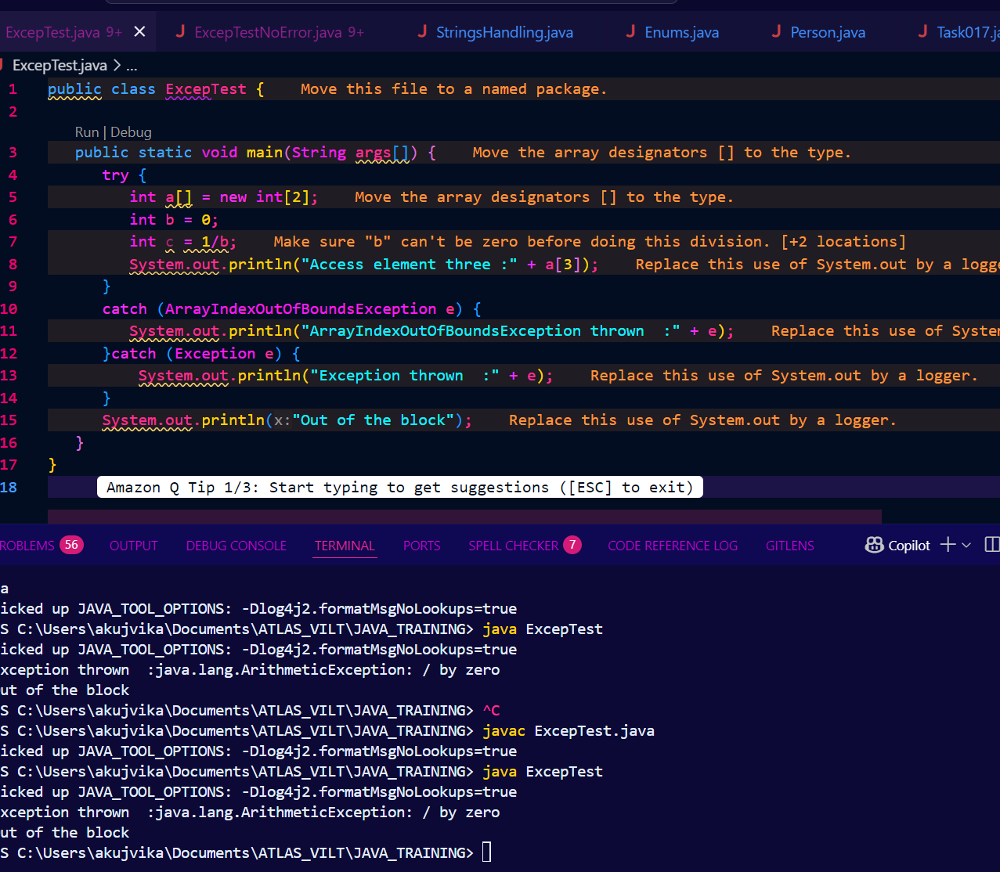 ExcepTest.java 9+ J ExcepTestNoError.java 9+ J StringsHandling.java J Enums.java J Person.java J Task017.ja
J ExcepTest.java > ...
1 public class ExcepTest { Move this file to a named package.
2
Run | Debug
3 public static void main(String args[]) { Move the array designators [] to the type.
4 try {
5 int a[] = new int[2]; Move the array designators [] to the type.
6 int b = 0;
7 int c = 1/b; Make sure "b" can't be zero before doing this division. [+2 locations]
8 System.out.println("Access element three :" + a[3]); Replace this use of System.out by a logge
9 }
10 catch (ArrayIndexOutOfBoundsException e) {
11 System.out.println("ArrayIndexOutOfBoundsException thrown  :" + e); Replace this use of System
12 }catch (Exception e) {
13 System.out.println("Exception thrown  :" + e); Replace this use of System.out by a logger.
14 }
15 System.out.println(x:"Out of the block"); Replace this use of System.out by a logger.
16 }
17 }
18 Amazon Q Tip 1/3: Start typing to get suggestions ([ESC] to exit)
ROBLEMS 56 OUTPUT DEBUG CONSOLE TERMINAL PORTS SPELL CHECKER 7 CODE REFERENCE LOG GITLENS Copilot
a
icked up JAVA_TOOL_OPTIONS: -Dlog4j2.formatMsgNoLookups=true
S C:\Users\akujvika\Documents\ATLAS_VILT\JAVA_TRAINING> java ExcepTest
icked up JAVA_TOOL_OPTIONS: -Dlog4j2.formatMsgNoLookups=true
xception thrown  :java.lang.ArithmeticException: / by zero
ut of the block
S C:\Users\akujvika\Documents\ATLAS_VILT\JAVA_TRAINING> ^C
S C:\Users\akujvika\Documents\ATLAS_VILT\JAVA_TRAINING> javac ExcepTest.java
icked up JAVA_TOOL_OPTIONS: -Dlog4j2.formatMsgNoLookups=true
S C:\Users\akujvika\Documents\ATLAS_VILT\JAVA_TRAINING> java ExcepTest
icked up JAVA_TOOL_OPTIONS: -Dlog4j2.formatMsgNoLookups=true
xception thrown  :java.lang.ArithmeticException: / by zero
ut of the block
S C:\Users\akujvika\Documents\ATLAS_VILT\JAVA_TRAINING>